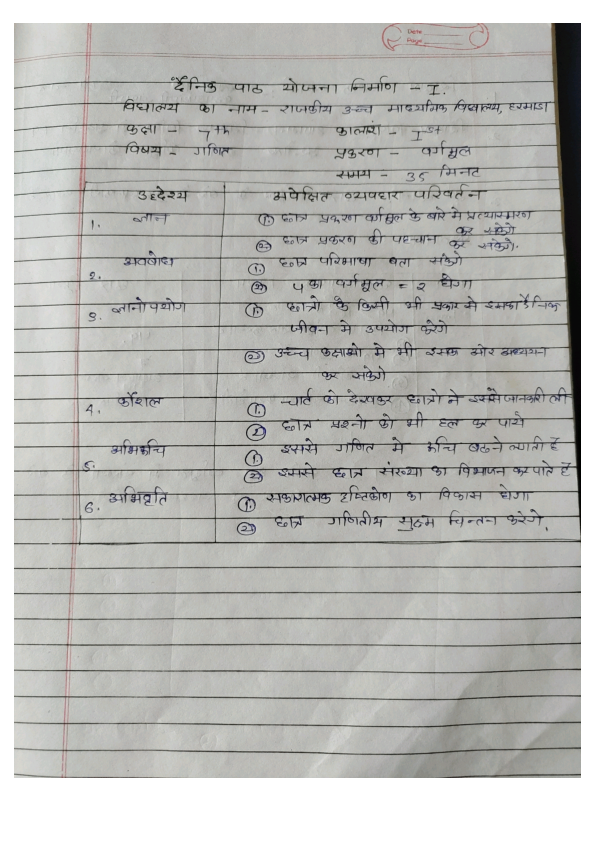 Date
Page
दैनिक पाठ योजना निर्माण - I.
विद्यालय का नाम - राजकीय उच्च माध्यमिक विद्यालय, हरमाडा
कक्षा - 7th कालांश - Ist
विषय - गणित प्रकरण - वर्गमूल
समय - 35 मिनट
उद्देश्य अपेक्षित व्यवहार परिवर्तन
1. ज्ञान (1). छात्र प्रकरण वर्गमूल के बारे में प्रत्यास्मरण कर सकेंगे
(2) छात्र प्रकरण की पहचान कर सकेंगे.
2. अवबोध (1). छात्र परिभाषा बता सकेंगे
(2) 4 का वर्गमूल = 2 होगा
3. ज्ञानोपयोग (1). छात्रो के किसी भी प्रकार से इसका दैनिक
जीवन मे उपयोग करेंगे
(2) उच्च कक्षाओ मे भी इसका और अध्ययन
कर सकेंगे
4. कौशल (1). चार्ट को देखकर छात्रो ने इससे जानकारी ली
(2) छात्र प्रश्नो को भी हल कर पाये
5. अभिरूचि (1). इससे गणित मे रूचि बढने लगती है
(2) इससे छात्र संख्या का विभाजन कर पाते है
6. अभिवृति (1). सकारात्मक दृष्टिकोण का विकास होगा
(2) छात्र गणितीय सुक्ष्म चिन्तन करेगे.